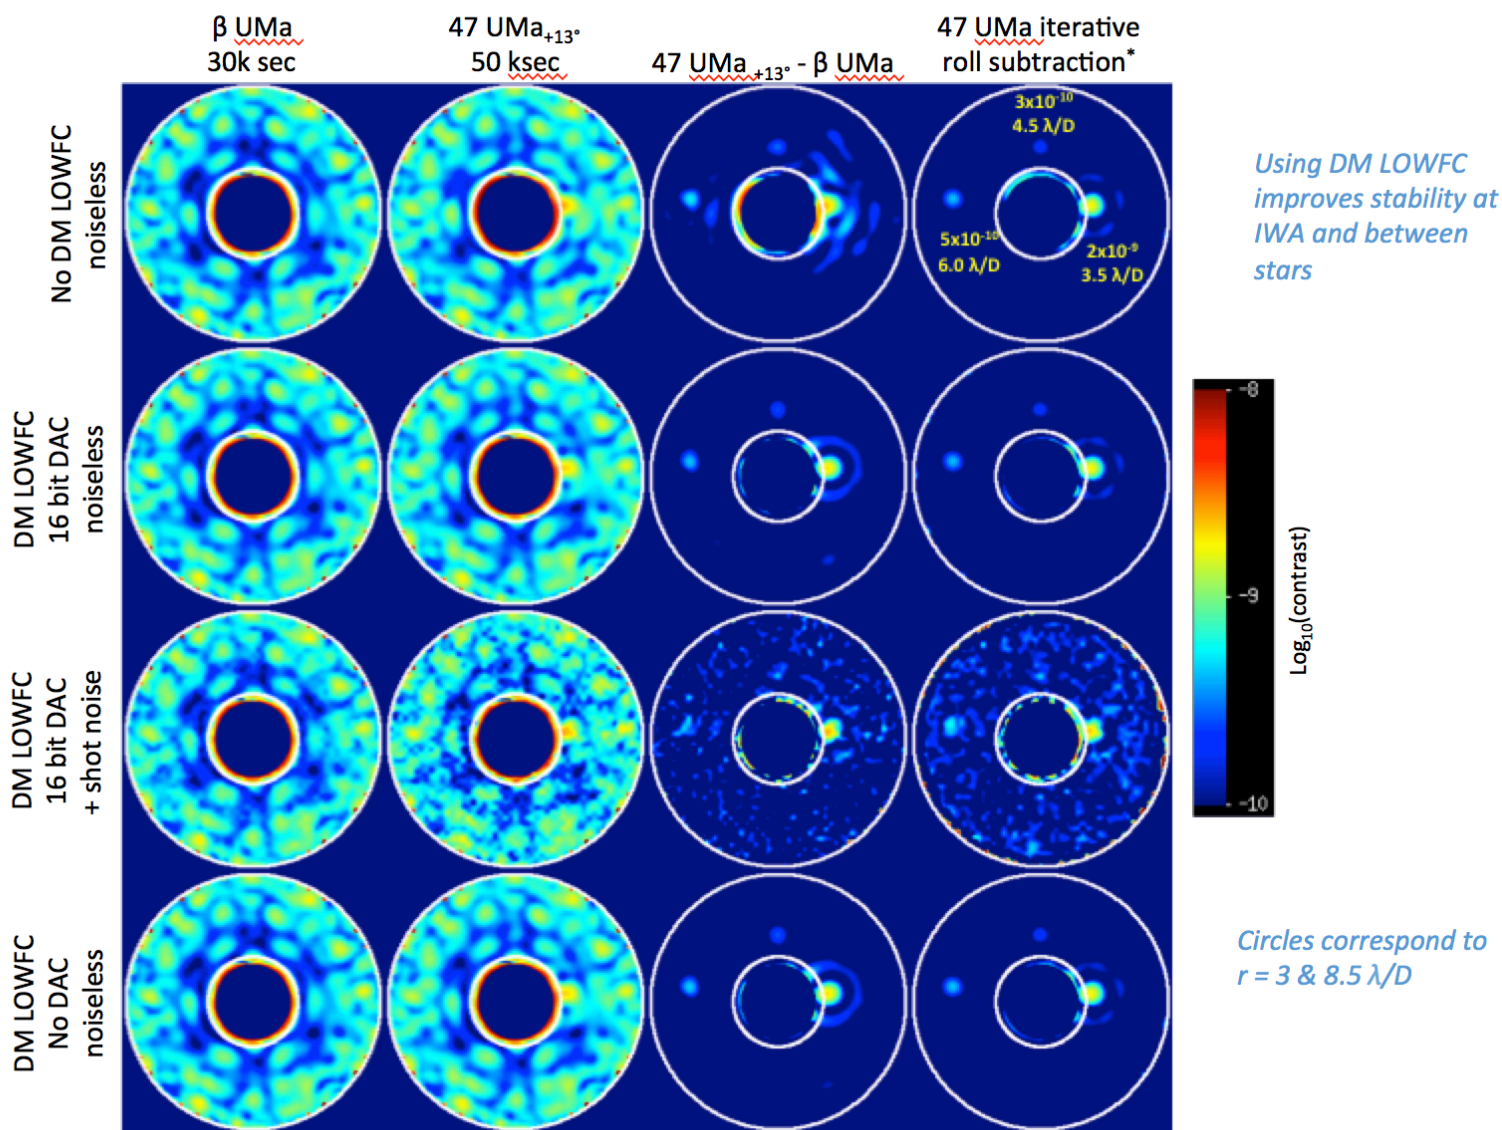 β UMa
30k sec
47 UMa₊₁₃°
50 ksec
47 UMa ₊₁₃° - β UMa
47 UMa iterative
roll subtraction*
No DM LOWFC
noiseless
3x10⁻¹⁰
4.5 λ/D
5x10⁻¹⁰
6.0 λ/D
2x10⁻⁹
3.5 λ/D
Using DM LOWFC
improves stability at
IWA and between
stars
DM LOWFC
16 bit DAC
noiseless
-8
-9
-10
Log₁₀(contrast)
DM LOWFC
16 bit DAC
+ shot noise
DM LOWFC
No DAC
noiseless
Circles correspond to
r = 3 & 8.5 λ/D